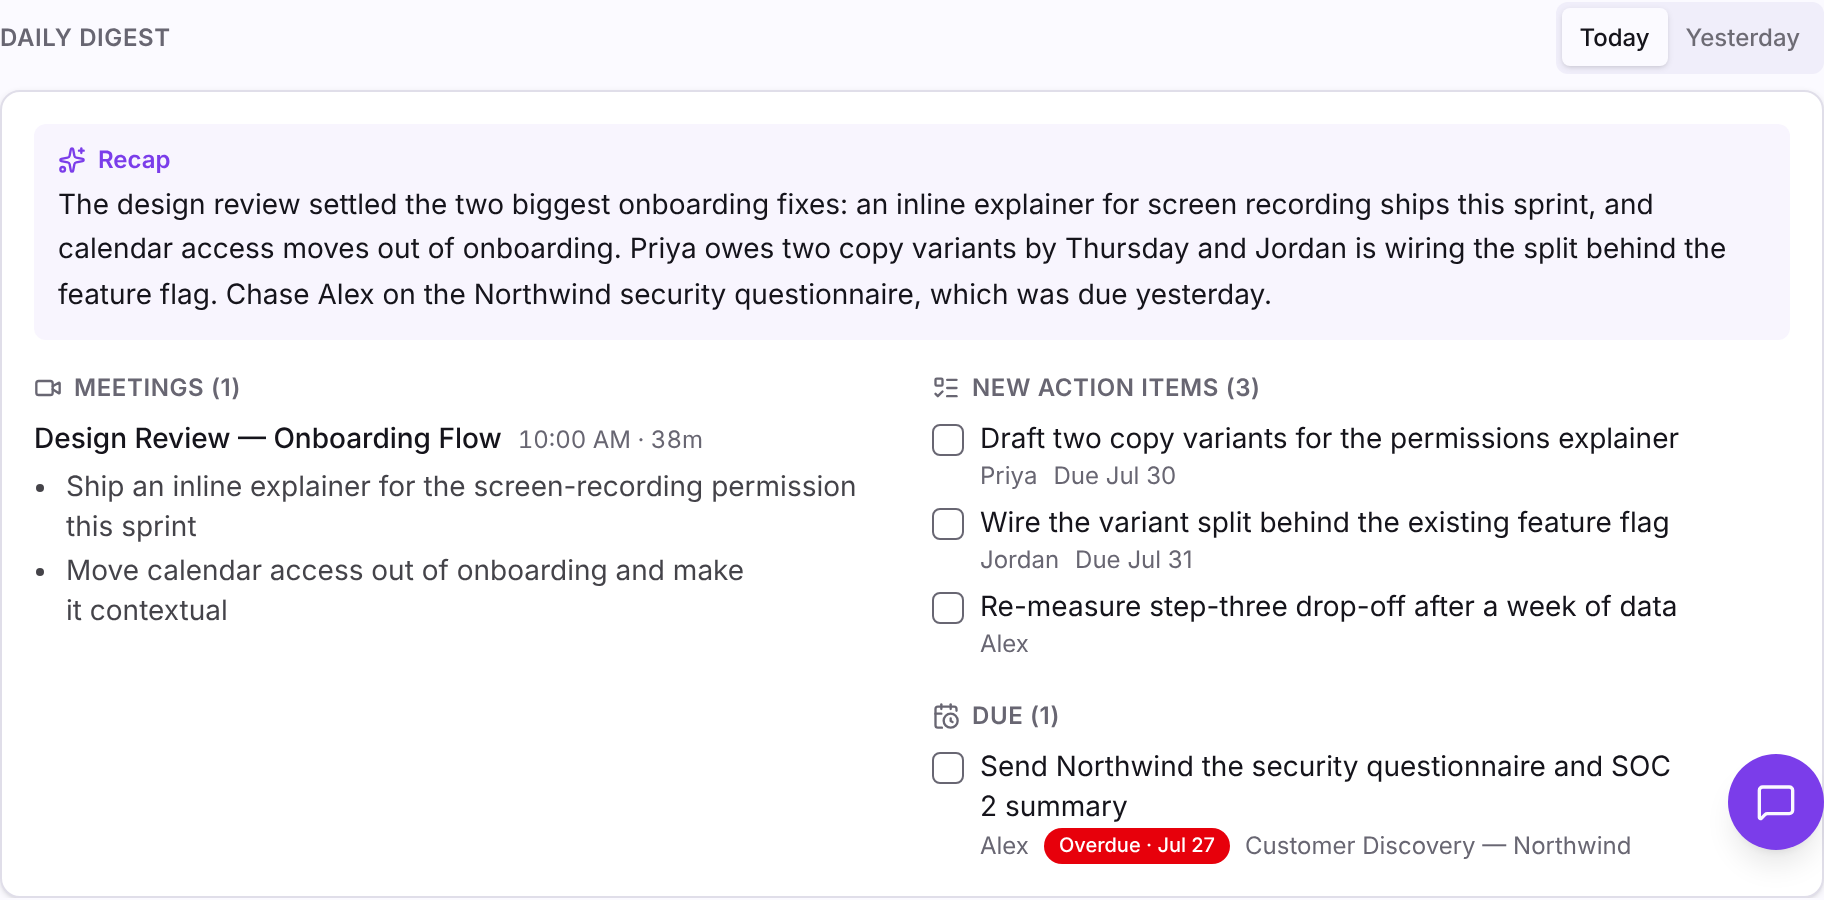 DAILY DIGEST
Today Yesterday
Recap
The design review settled the two biggest onboarding fixes: an inline explainer for screen recording ships this sprint, and
calendar access moves out of onboarding. Priya owes two copy variants by Thursday and Jordan is wiring the split behind the
feature flag. Chase Alex on the Northwind security questionnaire, which was due yesterday.
MEETINGS (1)
Design Review — Onboarding Flow 10:00 AM · 38m
• Ship an inline explainer for the screen-recording permission
this sprint
• Move calendar access out of onboarding and make
it contextual
NEW ACTION ITEMS (3)
Draft two copy variants for the permissions explainer
Priya Due Jul 30
Wire the variant split behind the existing feature flag
Jordan Due Jul 31
Re-measure step-three drop-off after a week of data
Alex
DUE (1)
Send Northwind the security questionnaire and SOC
2 summary
Alex Overdue · Jul 27 Customer Discovery — Northwind